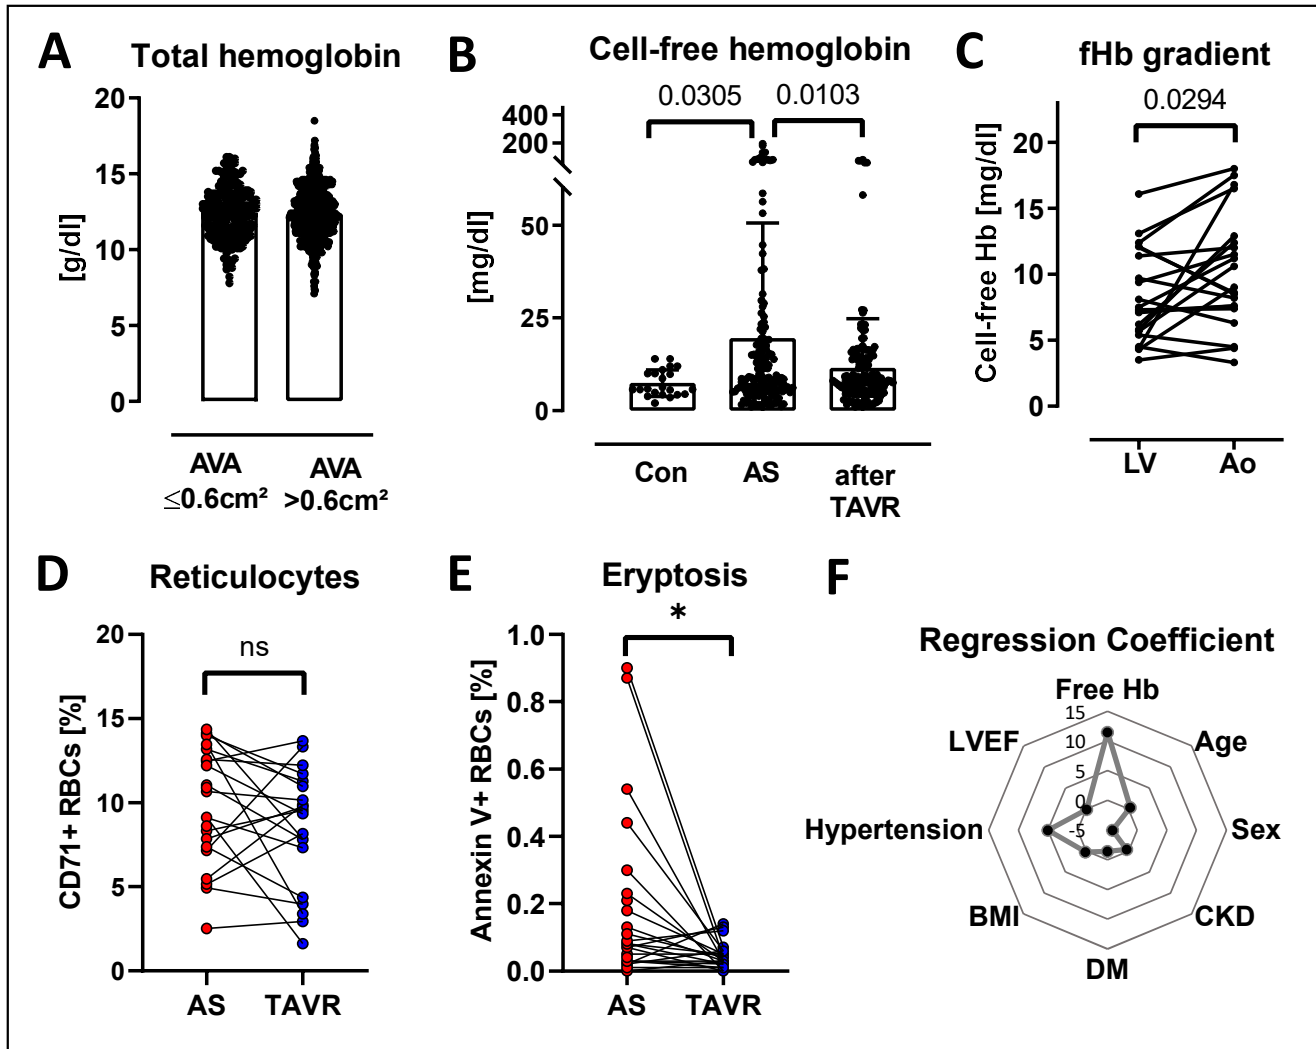 A
Total hemoglobin
[g/dl]
20
15
10
5
0
AVA
≤0.6cm²
AVA
>0.6cm²
B
Cell-free hemoglobin
0.0305
0.0103
[mg/dl]
400
200
50
25
0
Con
AS
after
TAVR
C
fHb gradient
0.0294
Cell-free Hb [mg/dl]
20
15
10
5
0
LV
Ao
D
Reticulocytes
ns
CD71+ RBCs [%]
20
15
10
5
0
AS
TAVR
E
Eryptosis
*
Annexin V+ RBCs [%]
1.0
0.8
0.6
0.4
0.2
0.0
AS
TAVR
F
Regression Coefficient
Free Hb
15
10
5
0
-5
LVEF
Age
Hypertension
Sex
BMI
CKD
DM